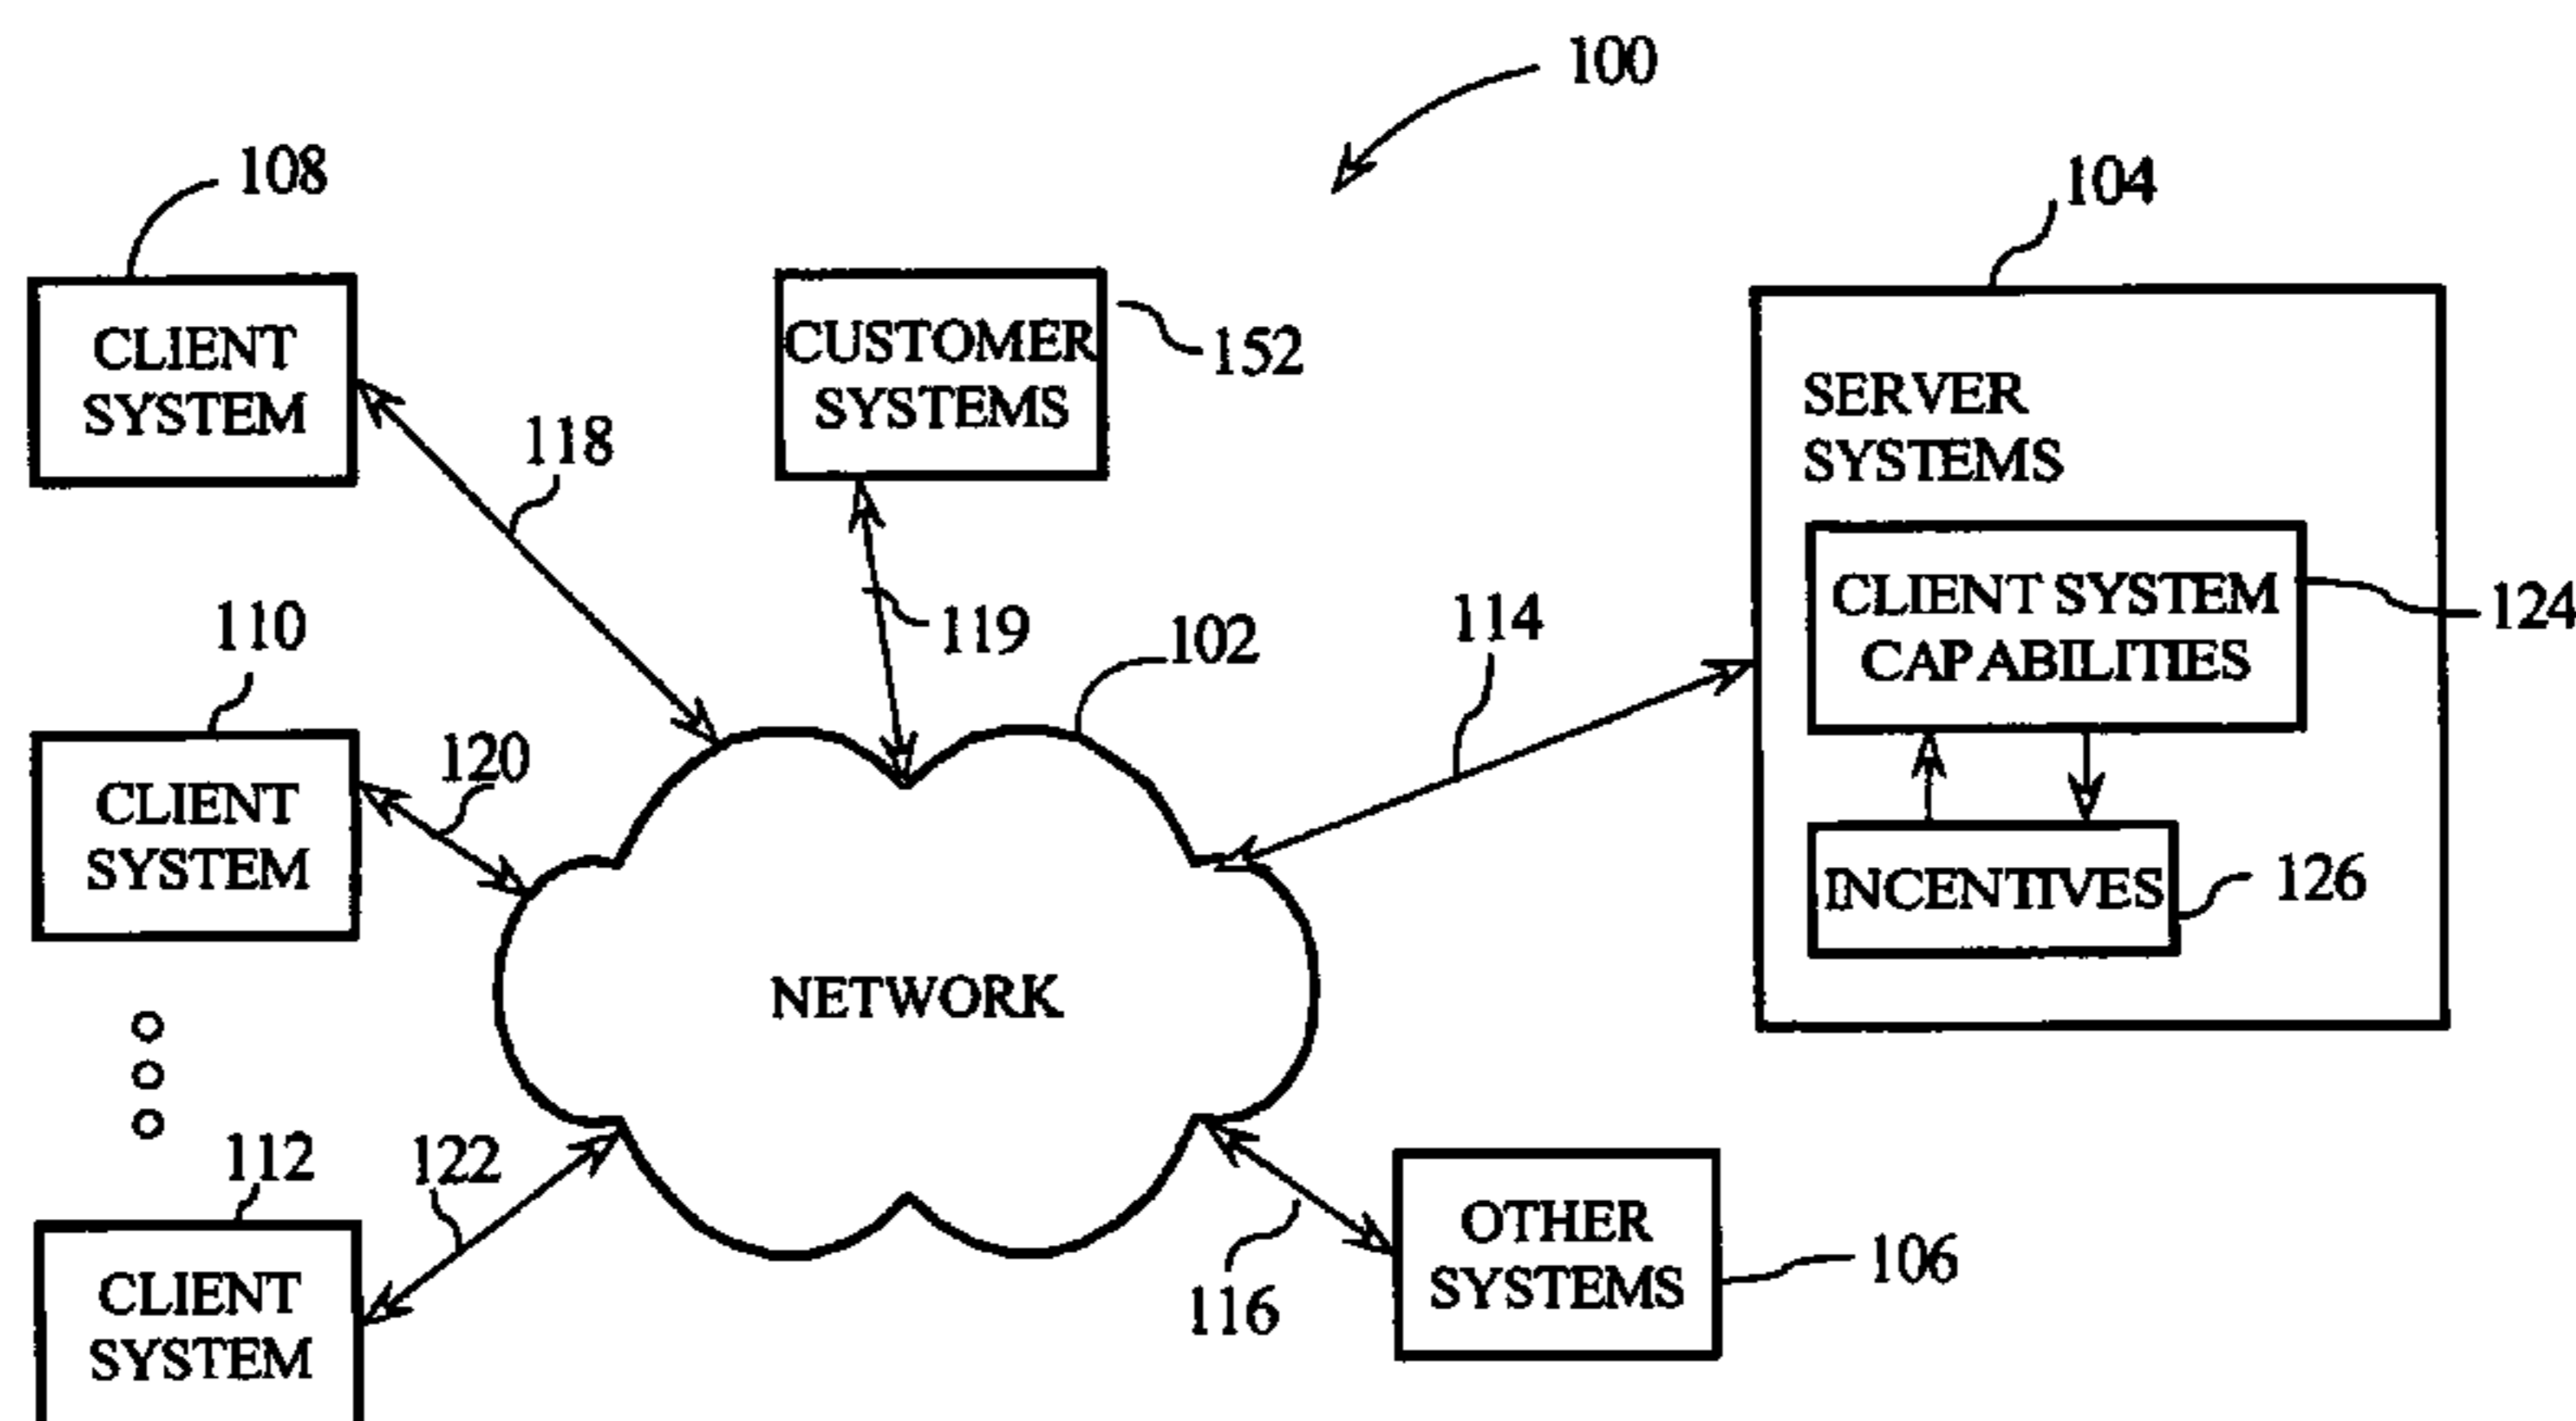 100
108
104
CLIENT
SYSTEM
CUSTOMER
SYSTEMS
152
SERVER
SYSTEMS
118
CLIENT SYSTEM
CAPABILITIES
124
110
119
102
114
120
CLIENT
SYSTEM
INCENTIVES
126
NETWORK
112
122
CLIENT
SYSTEM
116
OTHER
SYSTEMS
106